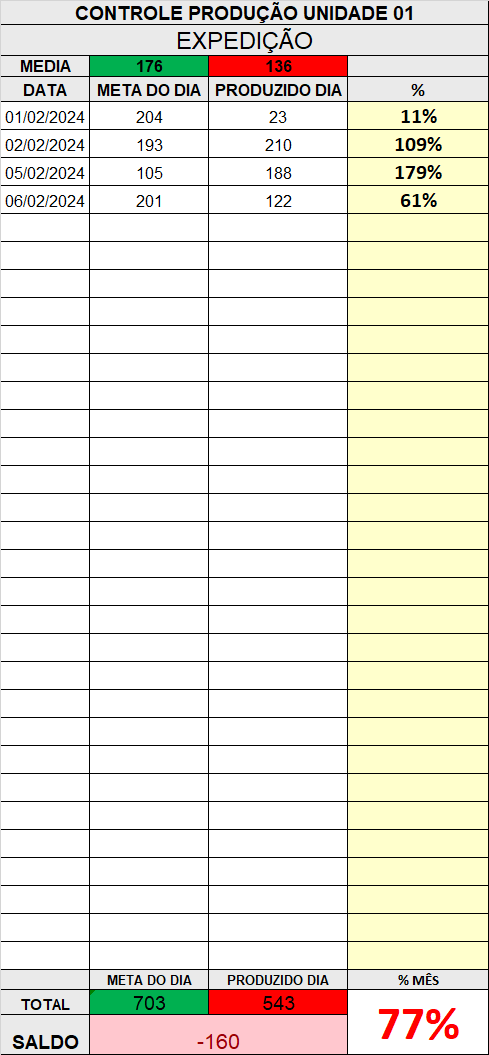 CONTROLE PRODUÇÃO UNIDADE 01
EXPEDIÇÃO
MEDIA 176 136
DATA META DO DIA PRODUZIDO DIA %
01/02/2024 204 23 11%
02/02/2024 193 210 109%
05/02/2024 105 188 179%
06/02/2024 201 122 61%
META DO DIA PRODUZIDO DIA % MÊS
TOTAL 703 543 77%
SALDO -160